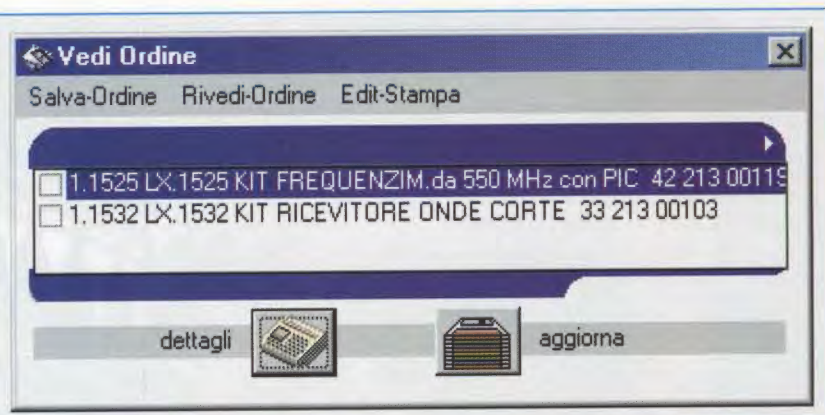 Vedi Ordine
Salva-Ordine Rivedi-Ordine Edit-Stampa
1.1525 LX.1525 KIT FREQUENZIM.da 550 MHz con PIC 42 213 00119
1.1532 LX.1532 KIT RICEVITORE ONDE CORTE 33 213 00103
dettagli
aggiorna